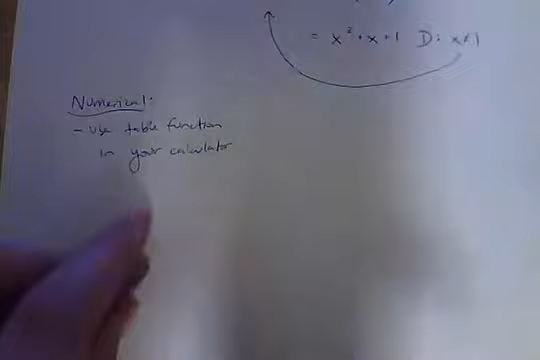 = x² + x + 1 D: x≠1
Numerical:
- Use table function
in your calculator